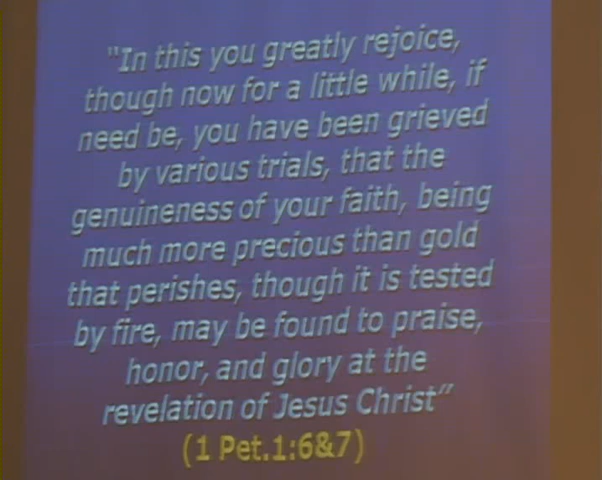 "In this you greatly rejoice,
though now for a little while, if
need be, you have been grieved
by various trials, that the
genuineness of your faith, being
much more precious than gold
that perishes, though it is tested
by fire, may be found to praise,
honor, and glory at the
revelation of Jesus Christ"
(1 Pet.1:6&7)